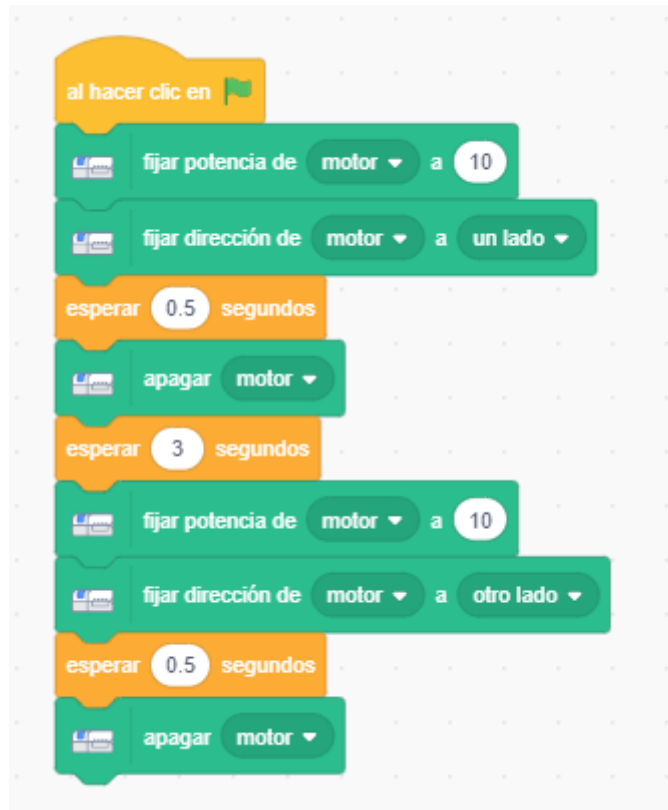 al hacer clic en
fijar potencia de motor a 10
fijar dirección de motor a un lado
esperar 0.5 segundos
apagar motor
esperar 3 segundos
fijar potencia de motor a 10
fijar dirección de motor a otro lado
esperar 0.5 segundos
apagar motor